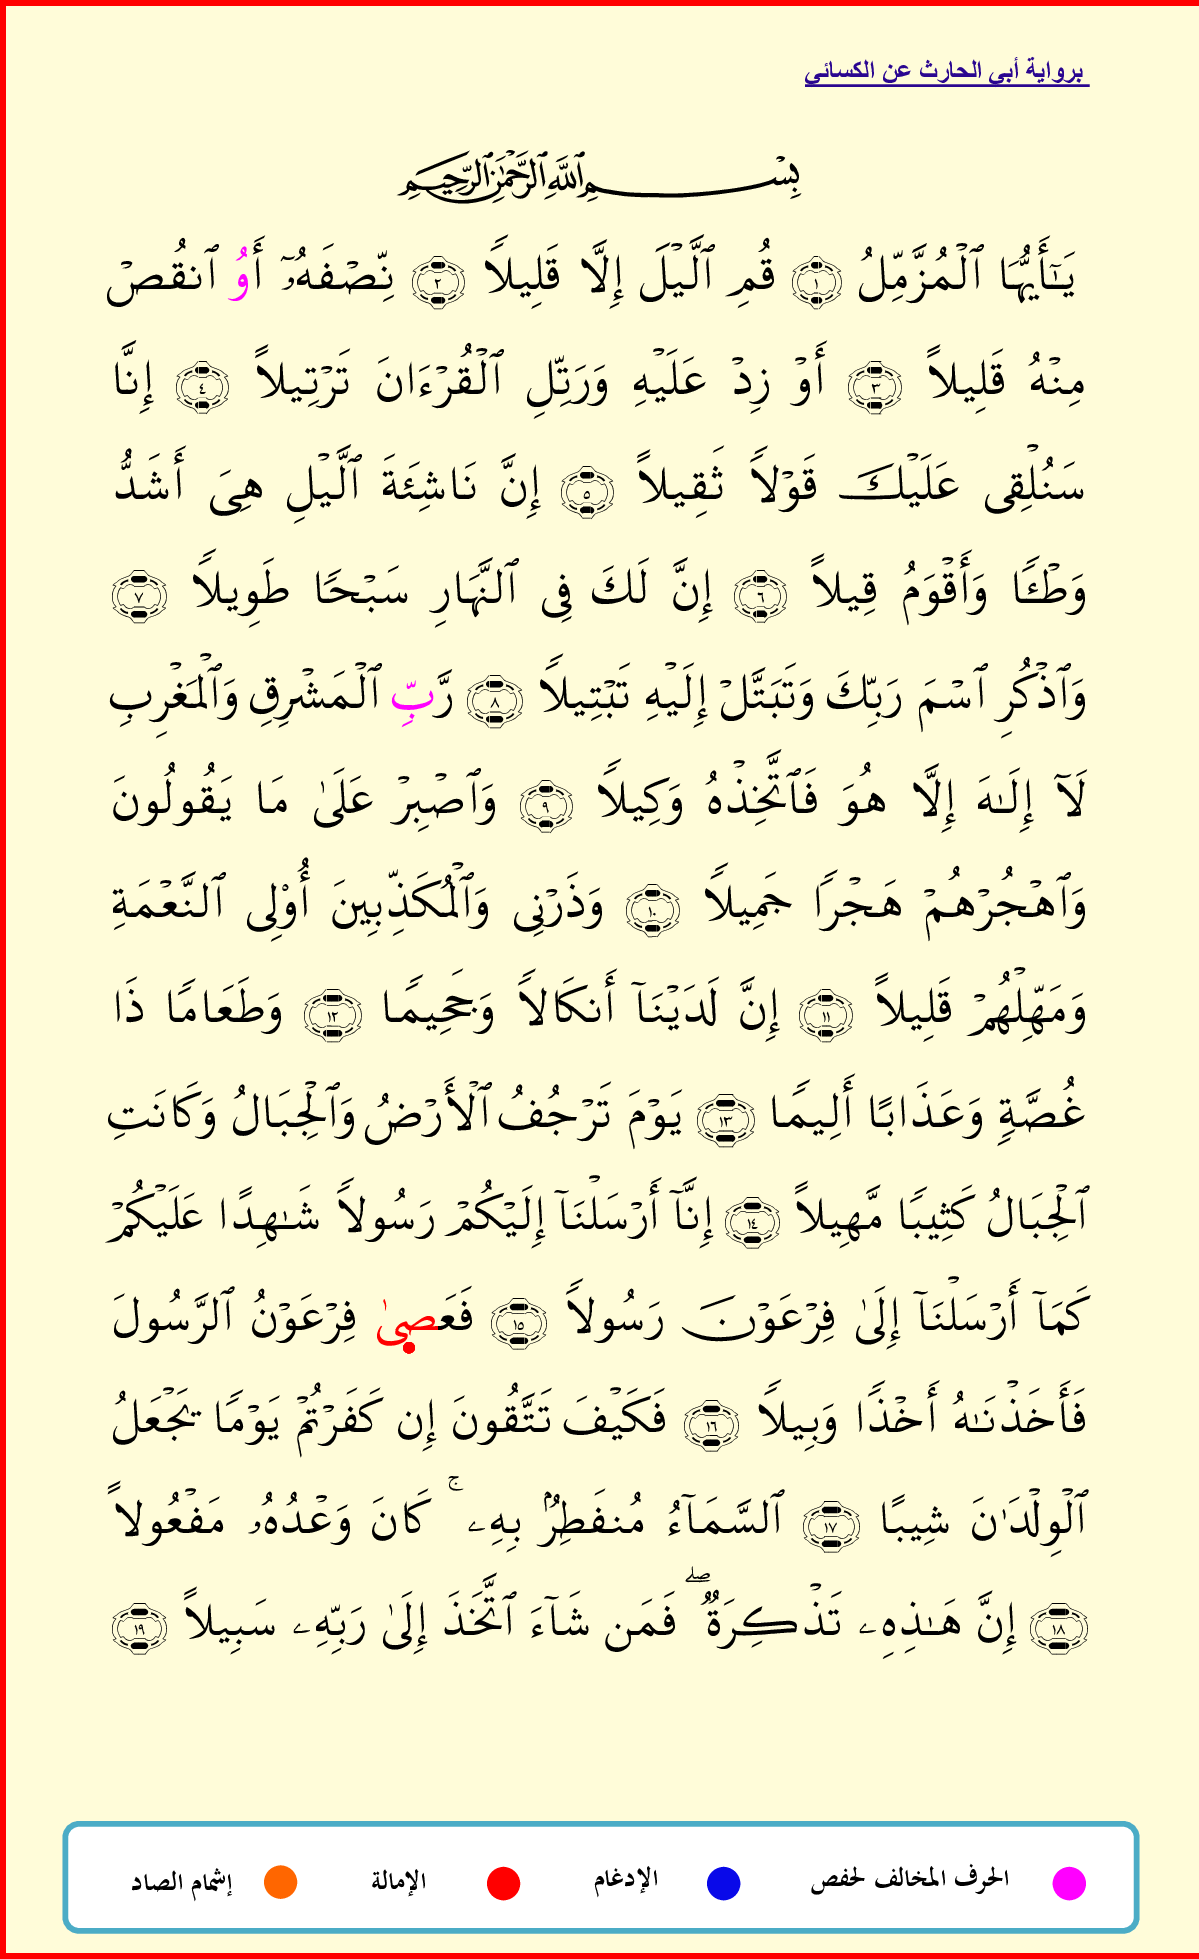 برواية أبي الحارث عن الكسائي
بِسۡمِ ٱللَّهِ ٱلرَّحۡمَٰنِ ٱلرَّحِيمِ
يَـٰٓأَيُّهَا ٱلۡمُزَّمِّلُ ١ قُمِ ٱلَّيۡلَ إِلَّا قَلِيلاً ٢ نِّصۡفَهُۥٓ أَوُ ٱنقُصۡ
مِنۡهُ قَلِيلاً ٣ أَوۡ زِدۡ عَلَيۡهِ وَرَتِّلِ ٱلۡقُرۡءَانَ تَرۡتِيلاً ٤ إِنَّا
سَنُلۡقِى عَلَيۡكَ قَوۡلاً ثَقِيلاً ٥ إِنَّ نَاشِئَةَ ٱلَّيۡلِ هِىَ أَشَدُّ
وَطۡـًٔا وَأَقۡوَمُ قِيلاً ٦ إِنَّ لَكَ فِى ٱلنَّهَارِ سَبۡحًا طَوِيلاً ٧
وَٱذۡكُرِ ٱسۡمَ رَبِّكَ وَتَبَتَّلۡ إِلَيۡهِ تَبۡتِيلاً ٨ رَّبِّ ٱلۡمَشۡرِقِ وَٱلۡمَغۡرِبِ
لَآ إِلَـٰهَ إِلَّا هُوَ فَٱتَّخِذۡهُ وَكِيلاً ٩ وَٱصۡبِرۡ عَلَىٰ مَا يَقُولُونَ
وَٱهۡجُرۡهُمۡ هَجۡرًا جَمِيلاً ١٠ وَذَرۡنِى وَٱلۡمُكَذِّبِينَ أُوْلِى ٱلنَّعۡمَةِ
وَمَهِّلۡهُمۡ قَلِيلاً ١١ إِنَّ لَدَيۡنَآ أَنكَالاً وَجَحِيمًا ١٢ وَطَعَامًا ذَا
غُصَّةٍ وَعَذَابًا أَلِيمًا ١٣ يَوۡمَ تَرۡجُفُ ٱلۡأَرۡضُ وَٱلۡجِبَالُ وَكَانَتِ
ٱلۡجِبَالُ كَثِيبًا مَّهِيلاً ١٤ إِنَّآ أَرۡسَلۡنَآ إِلَيۡكُمۡ رَسُولاً شَـٰهِدًا عَلَيۡكُمۡ
كَمَآ أَرۡسَلۡنَآ إِلَىٰ فِرۡعَوۡنَ رَسُولاً ١٥ فَعَصِىٰ فِرۡعَوۡنُ ٱلرَّسُولَ
فَأَخَذۡنَـٰهُ أَخۡذًا وَبِيلاً ١٦ فَكَيۡفَ تَتَّقُونَ إِن كَفَرۡتُمۡ يَوۡمًا يَجۡعَلُ
ٱلۡوِلۡدَٰنَ شِيبًا ١٧ ٱلسَّمَآءُ مُنفَطِرٌۢ بِهِۦ ۚ كَانَ وَعۡدُهُۥ مَفۡعُولاً
١٨ إِنَّ هَـٰذِهِۦ تَذۡكِرَةٌ ۖ فَمَن شَآءَ ٱتَّخَذَ إِلَىٰ رَبِّهِۦ سَبِيلاً ١٩
الحرف المخالف لحفص الإدغام الإمالة إشمام الصاد